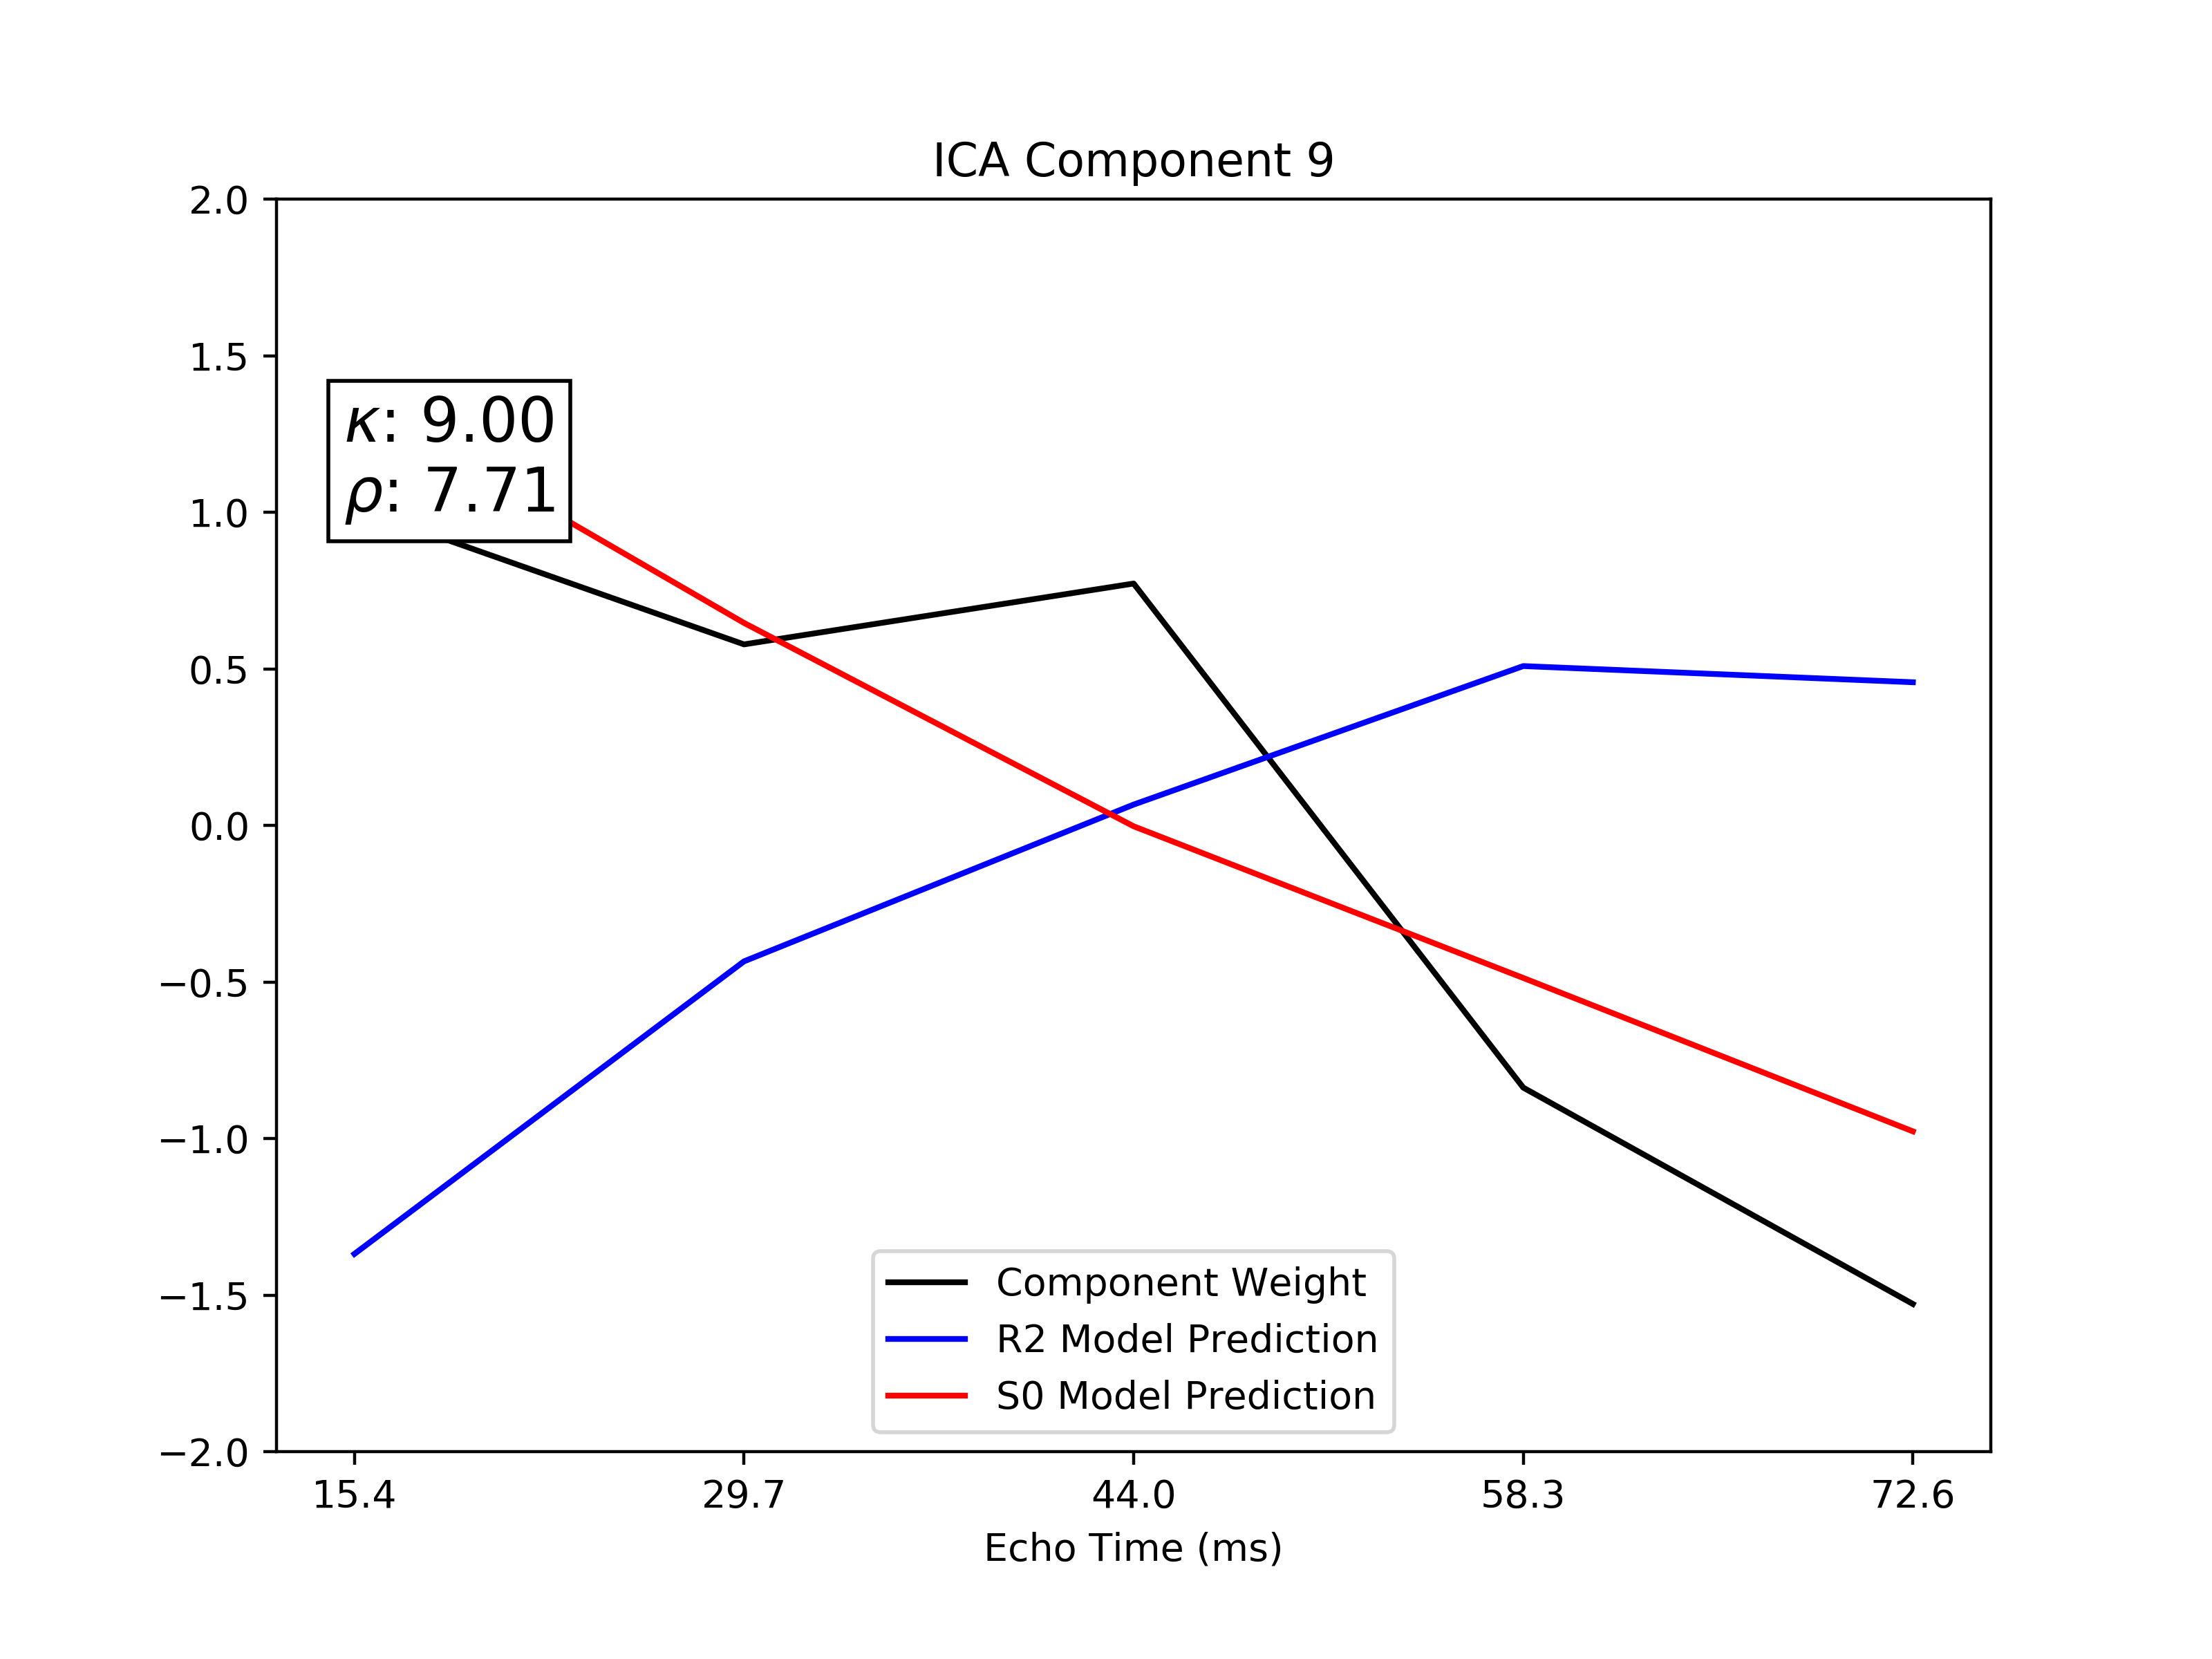 ICA Component 9
2.0
1.5
1.0
0.5
0.0
−0.5
−1.0
−1.5
−2.0
κ: 9.00
ρ: 7.71
Component Weight
R2 Model Prediction
S0 Model Prediction
15.4 29.7 44.0 58.3 72.6
Echo Time (ms)